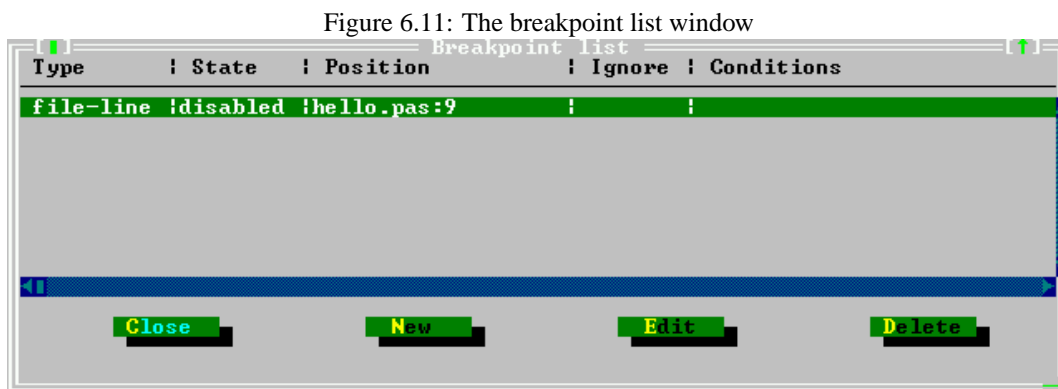 Figure 6.11: The breakpoint list window
[▮] Breakpoint list [↑]
Type ¦ State ¦ Position ¦ Ignore ¦ Conditions
file-line ¦disabled ¦hello.pas:9 ¦ ¦
Close New Edit Delete